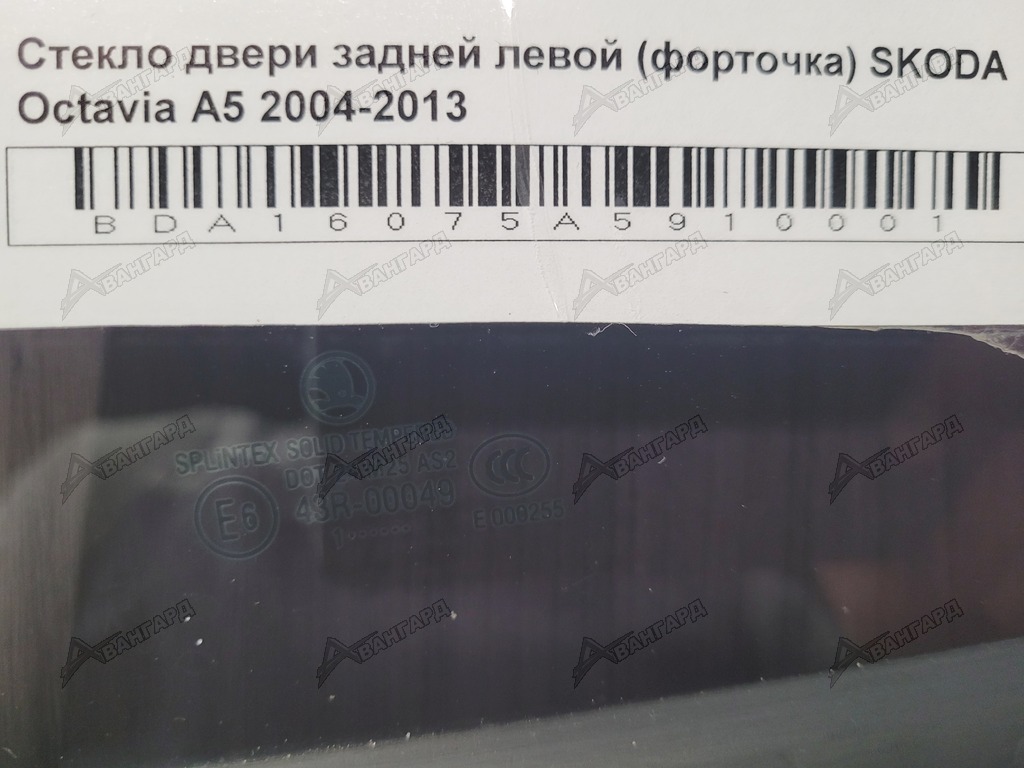 Стекло двери задней левой (форточка) SKODA
Octavia A5 2004-2013
BDA16075A5910001
АВАНГАРД
SPLINTEX SOLID TEMPERED
AS2
E6
43R-00049
CCC
E000255